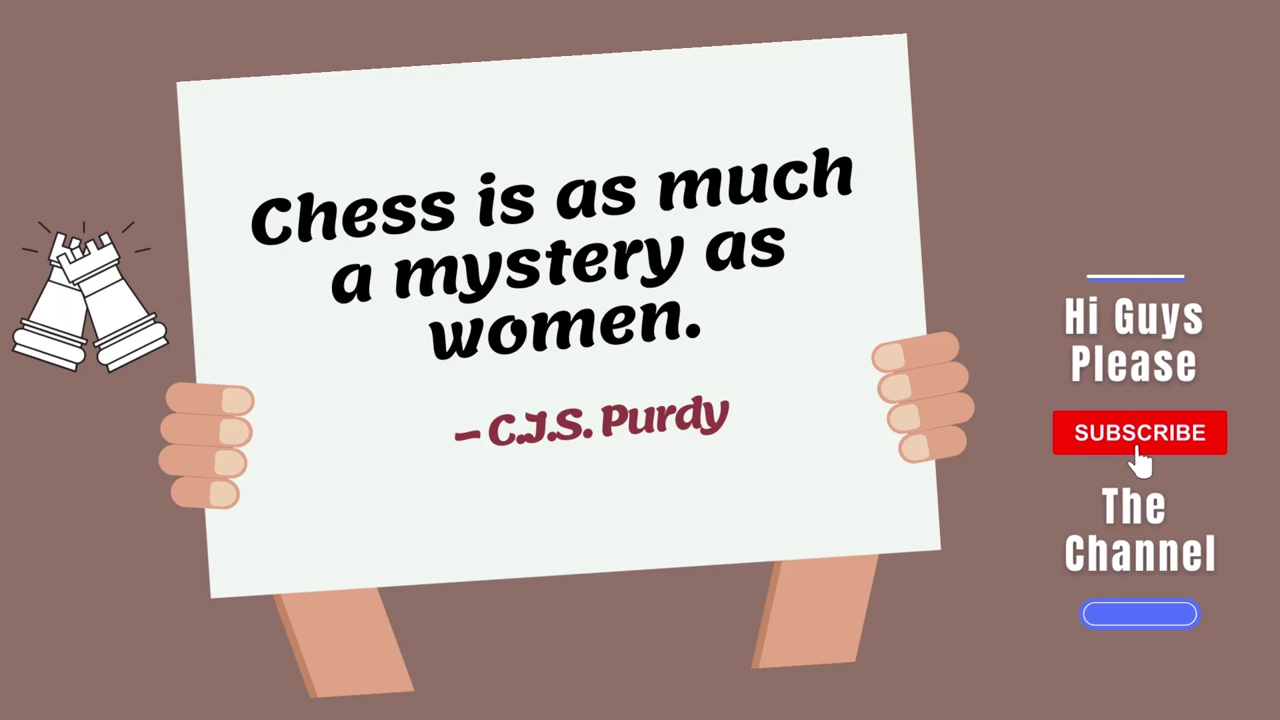 Chess is as much
a mystery as
women.
– C.J.S. Purdy
Hi Guys
Please
SUBSCRIBE
The
Channel